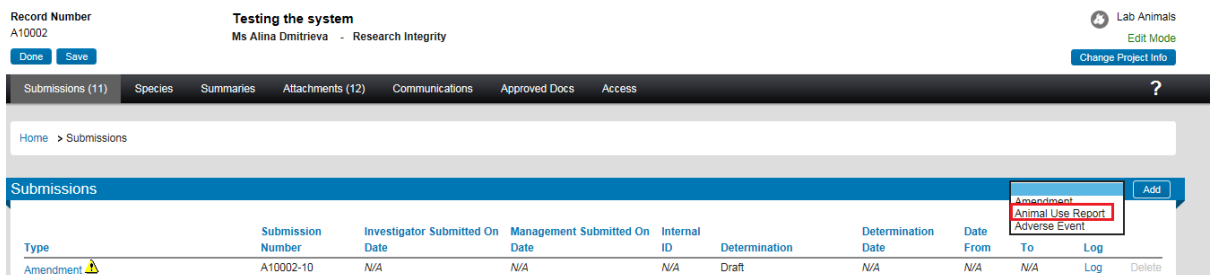 Record Number
A10002
Testing the system
Ms Alina Dmitrieva - Research Integrity
Lab Animals
Edit Mode
Done Save
Change Project Info
Submissions (11) Species Summaries Attachments (12) Communications Approved Docs Access ?
Home > Submissions
Submissions
Add
Amendment
Animal Use Report
Adverse Event
Type Submission Number Investigator Submitted On Date Management Submitted On Date Internal ID Determination Determination Date Date From To Log
Amendment A10002-10 N/A N/A N/A Draft N/A N/A N/A Log Delete